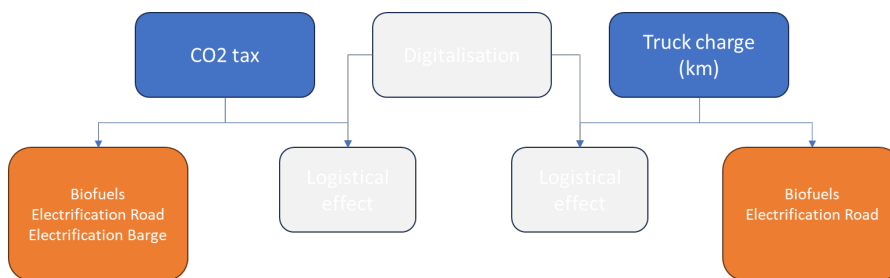 CO2 tax
Digitalisation
Truck charge
(km)
Biofuels
Electrification Road
Electrification Barge
Logistical
effect
Logistical
effect
Biofuels
Electrification Road